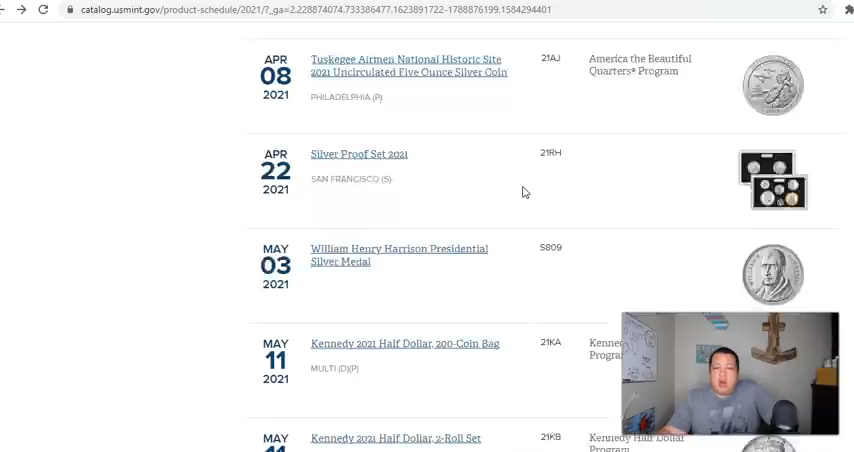 catalog.usmint.gov/product-schedule/2021/?_ga=2.228874074.733386477.1623891722-1788876199.1584294401
APR
08
2021
Tuskegee Airmen National Historic Site
2021 Uncirculated Five Ounce Silver Coin
PHILADELPHIA (P)
21AJ
America the Beautiful
Quarters® Program
APR
22
2021
Silver Proof Set 2021
SAN FRANCISCO (S)
21RH
MAY
03
2021
William Henry Harrison Presidential
Silver Medal
S809
MAY
11
2021
Kennedy 2021 Half Dollar, 200-Coin Bag
MULTI (D)(P)
21KA
MAY
Kennedy 2021 Half Dollar, 2-Roll Set
21KB
Kennedy Half Dollar
Program